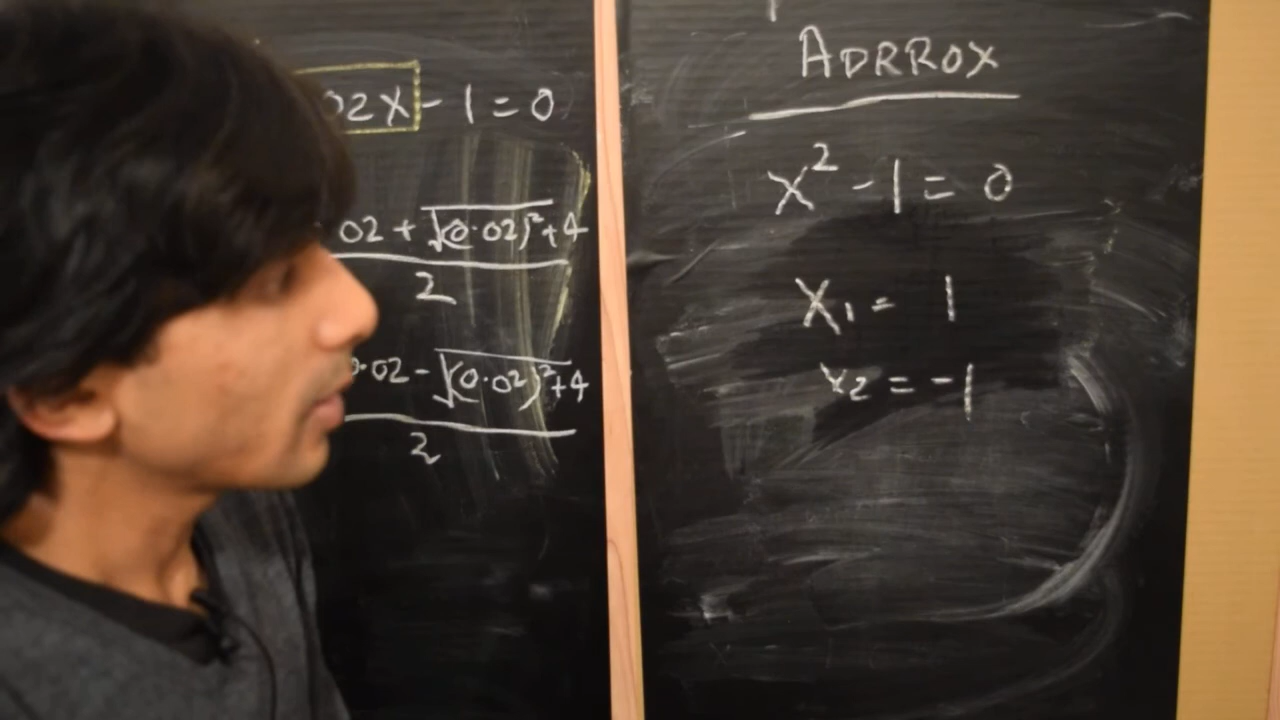 02x - 1 = 0
02 + √(0.02)² + 4
2
0.02 - √(0.02)² + 4
2
ADRROX
x² - 1 = 0
x₁ = 1
x₂ = -1